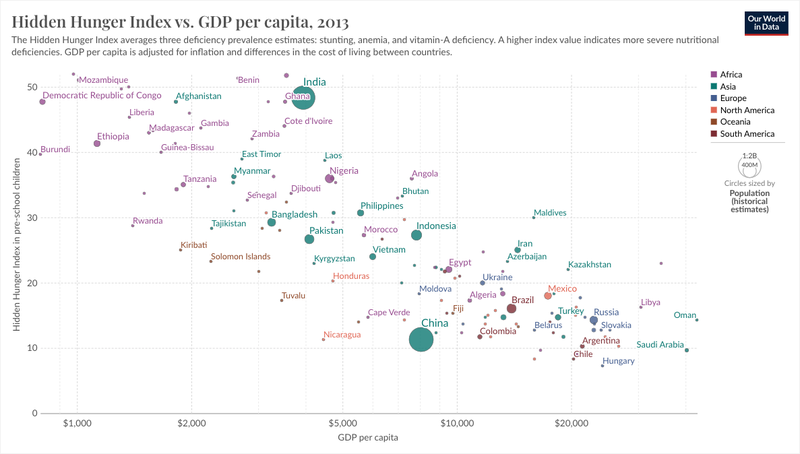 Hidden Hunger Index vs. GDP per capita, 2013
Our World
in Data
The Hidden Hunger Index averages three deficiency prevalence estimates: stunting, anemia, and vitamin-A deficiency. A higher index value indicates more severe nutritional
deficiencies. GDP per capita is adjusted for inflation and differences in the cost of living between countries.
Hidden Hunger Index in pre-school children
50
40
30
20
10
0
$1,000
$2,000
$5,000
$10,000
$20,000
GDP per capita
Mozambique
Benin
India
Democratic Republic of Congo
Afghanistan
Ghana
Liberia
Madagascar
Gambia
Cote d'Ivoire
Ethiopia
Zambia
Burundi
Guinea-Bissau
East Timor
Laos
Tanzania
Myanmar
Nigeria
Angola
Senegal
Djibouti
Bhutan
Rwanda
Tajikistan
Bangladesh
Philippines
Maldives
Pakistan
Morocco
Indonesia
Kiribati
Solomon Islands
Kyrgyzstan
Vietnam
Iran
Azerbaijan
Egypt
Kazakhstan
Honduras
Ukraine
Moldova
Tuvalu
Algeria
Mexico
Brazil
Libya
Cape Verde
Fiji
Turkey
Russia
Oman
Nicaragua
China
Colombia
Belarus
Slovakia
Argentina
Saudi Arabia
Chile
Hungary
Africa
Asia
Europe
North America
Oceania
South America
1.2B
400M
Circles sized by
Population
(historical
estimates)